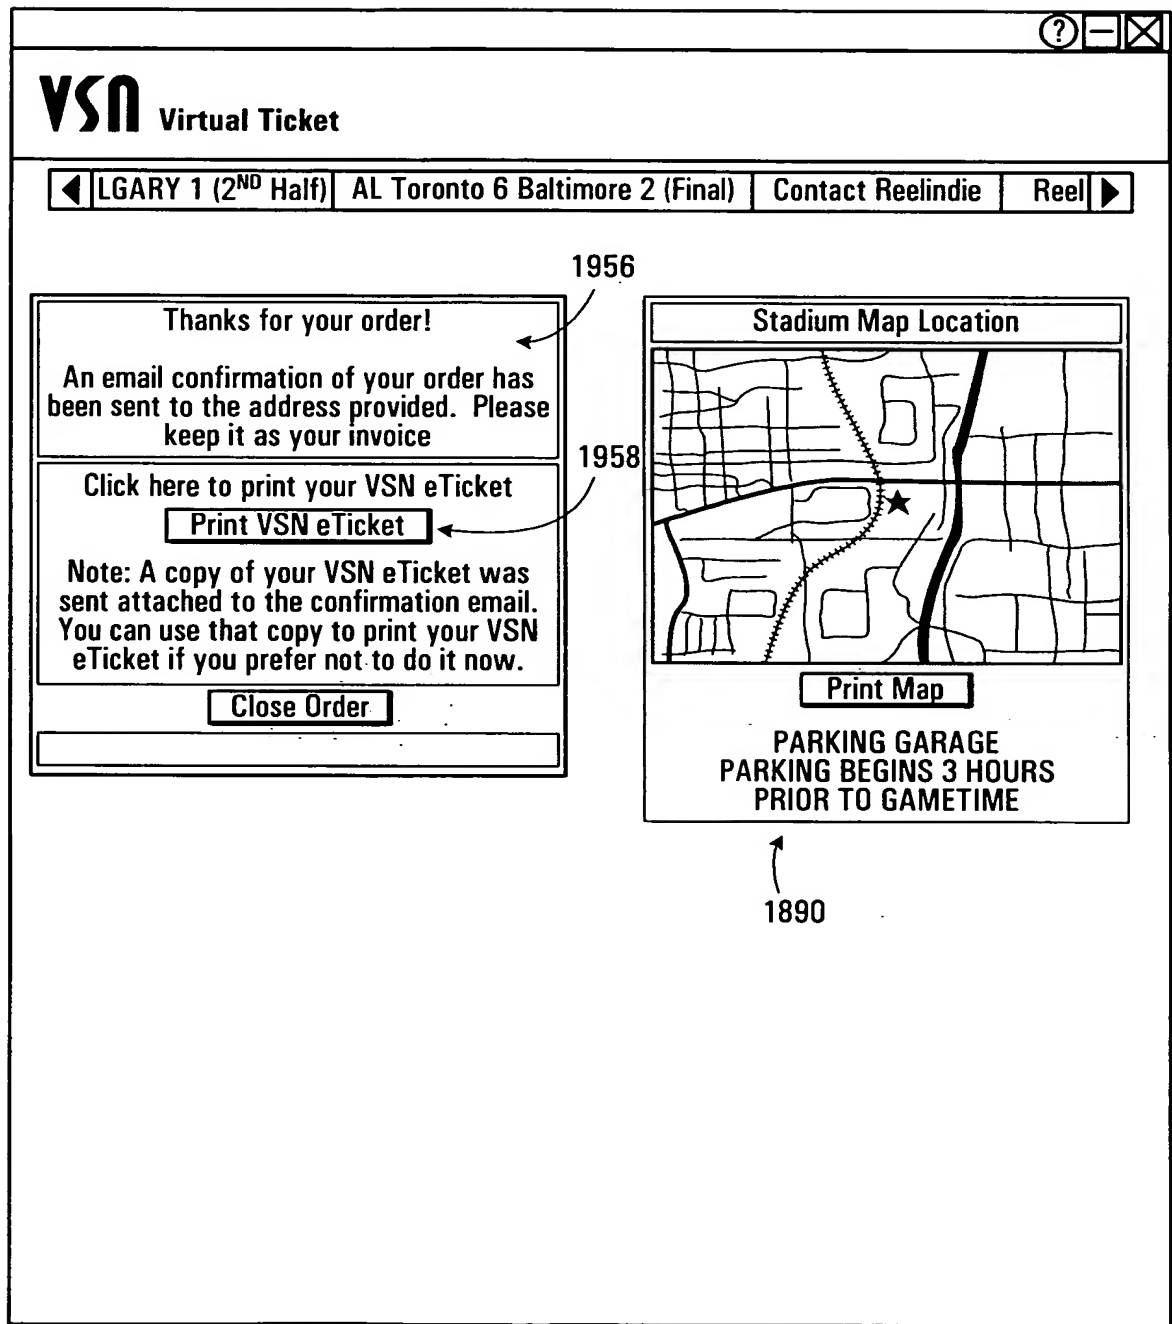 ?
VSN Virtual Ticket
LGARY 1 (2ND Half) AL Toronto 6 Baltimore 2 (Final) Contact Reelindie Reel
1956
Thanks for your order!
An email confirmation of your order has
been sent to the address provided. Please
keep it as your invoice
1958
Click here to print your VSN eTicket
Print VSN eTicket
Note: A copy of your VSN eTicket was
sent attached to the confirmation email.
You can use that copy to print your VSN
eTicket if you prefer not to do it now.
Close Order
Stadium Map Location
Print Map
PARKING GARAGE
PARKING BEGINS 3 HOURS
PRIOR TO GAMETIME
1890